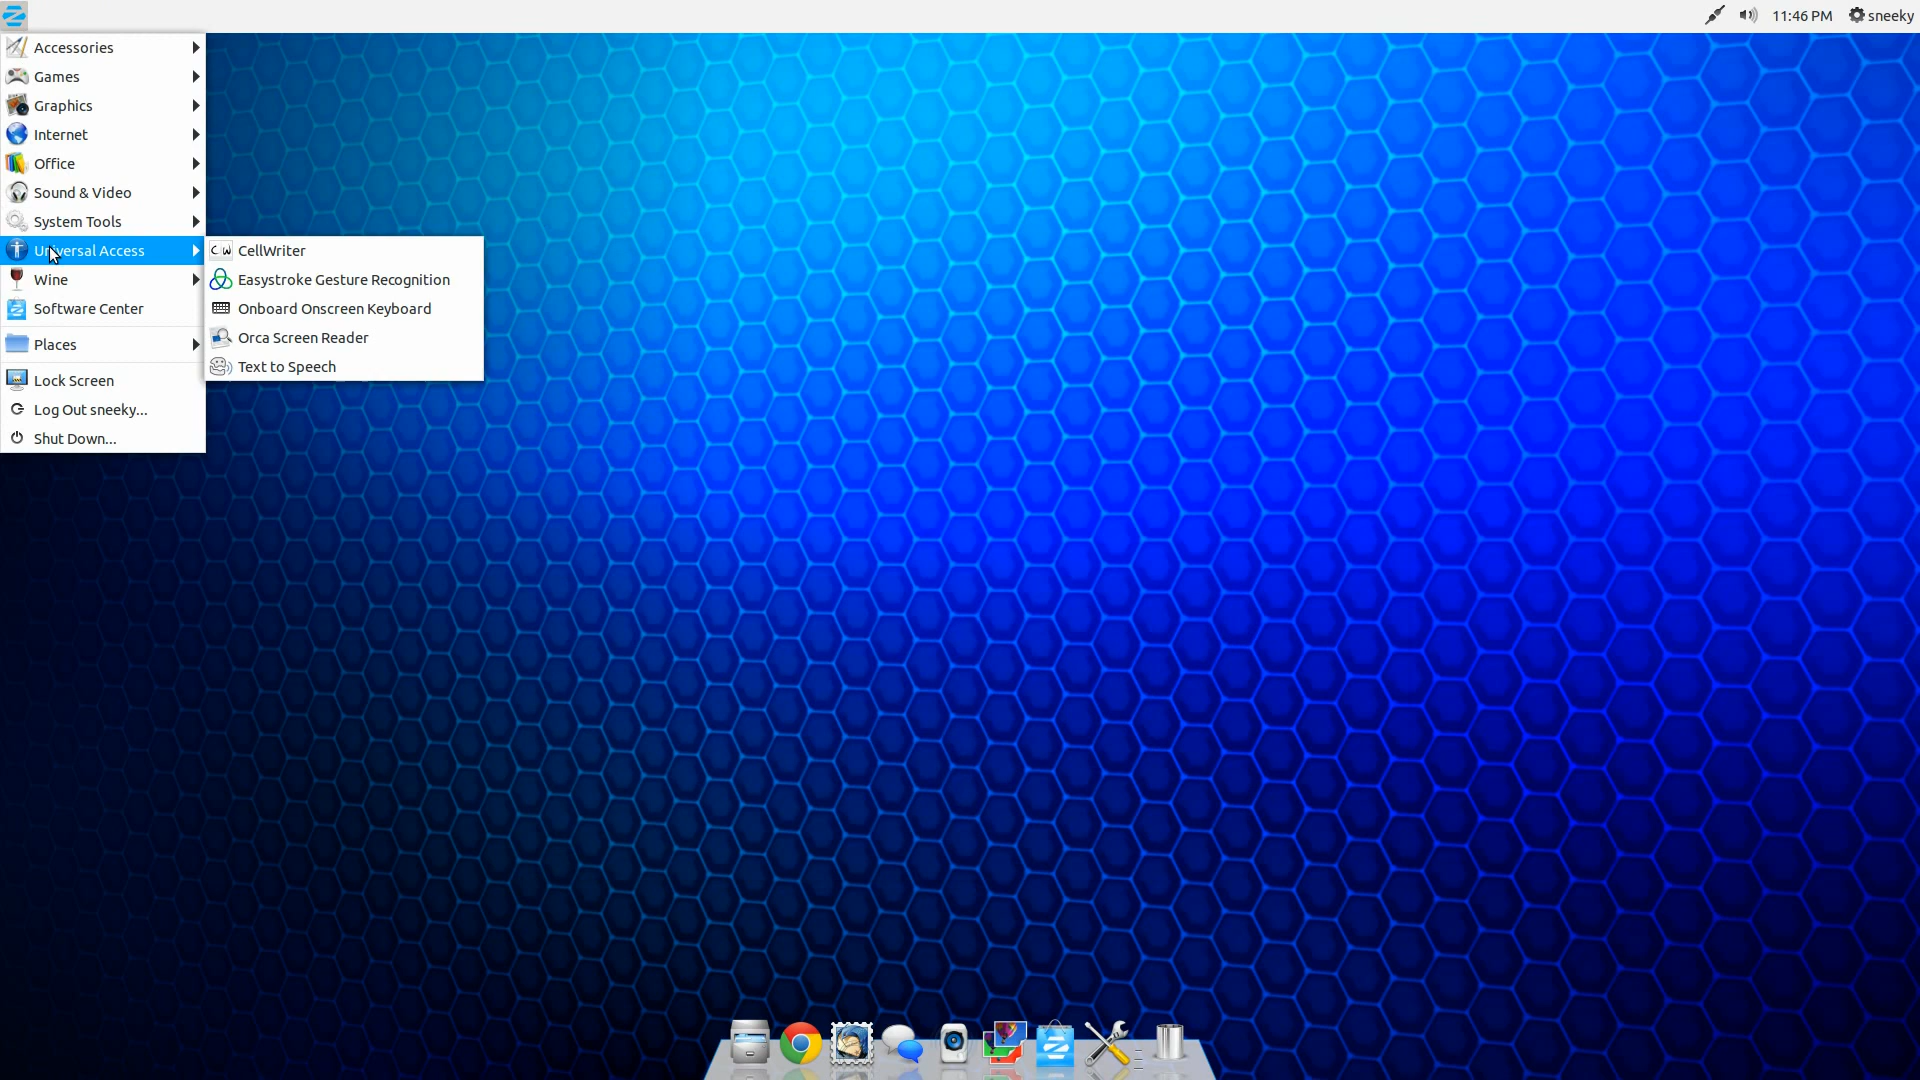 11:46 PM sneeky
Accessories
Games
Graphics
Internet
Office
Sound & Video
System Tools
Universal Access
Wine
Software Center
Places
Lock Screen
Log Out sneeky...
Shut Down...
CW CellWriter
Easystroke Gesture Recognition
Onboard Onscreen Keyboard
Orca Screen Reader
Text to Speech